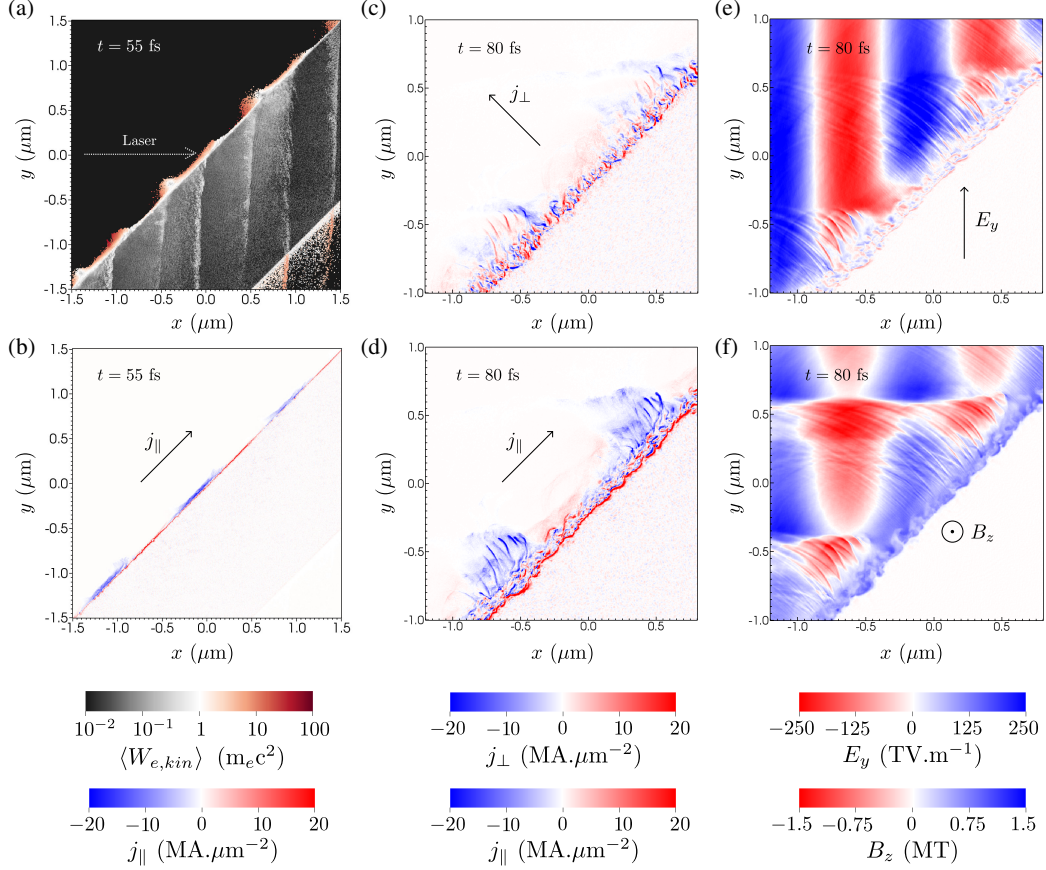 (a)
1.5
1.0
0.5
0.0
-0.5
-1.0
-1.5
y (μm)
t = 55 fs
Laser
-1.5 -1.0 -0.5 0.0 0.5 1.0 1.5
x (μm)
(c)
1.0
0.5
0.0
-0.5
-1.0
y (μm)
t = 80 fs
j⊥
-1.0 -0.5 0.0 0.5
x (μm)
(e)
1.0
0.5
0.0
-0.5
-1.0
y (μm)
t = 80 fs
E_y
-1.0 -0.5 0.0 0.5
x (μm)
(b)
1.5
1.0
0.5
0.0
-0.5
-1.0
-1.5
y (μm)
t = 55 fs
j∥
-1.5 -1.0 -0.5 0.0 0.5 1.0 1.5
x (μm)
(d)
1.0
0.5
0.0
-0.5
-1.0
y (μm)
t = 80 fs
j∥
-1.0 -0.5 0.0 0.5
x (μm)
(f)
1.0
0.5
0.0
-0.5
-1.0
y (μm)
t = 80 fs
B_z
-1.0 -0.5 0.0 0.5
x (μm)
10⁻² 10⁻¹ 1 10 100
⟨W_{e,kin}⟩ (m_e c²)
−20 −10 0 10 20
j⊥ (MA.μm⁻²)
−250 −125 0 125 250
E_y (TV.m⁻¹)
−20 −10 0 10 20
j∥ (MA.μm⁻²)
−20 −10 0 10 20
j∥ (MA.μm⁻²)
−1.5 −0.75 0 0.75 1.5
B_z (MT)